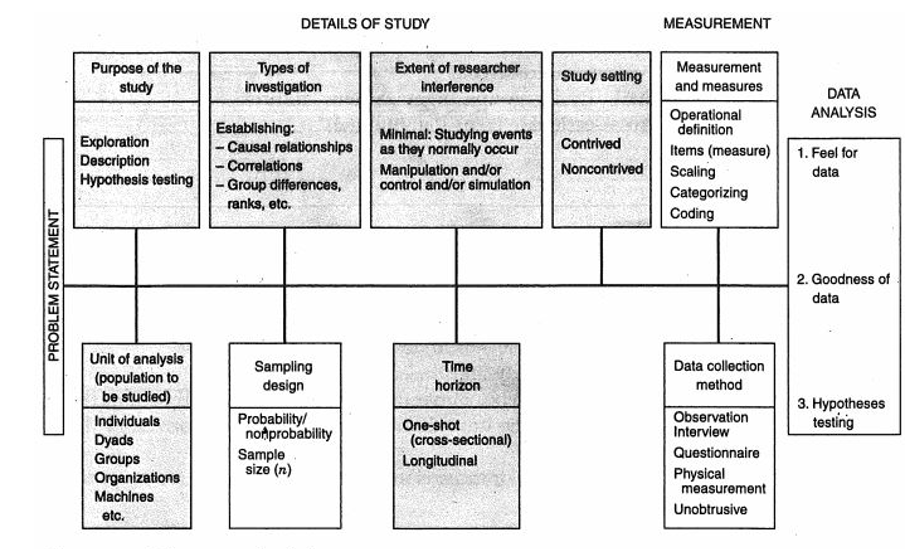 DETAILS OF STUDY
MEASUREMENT
Purpose of the
study
Exploration
Description
Hypothesis testing
Types of
investigation
Establishing:
– Causal relationships
– Correlations
– Group differences,
ranks, etc.
Extent of researcher
interference
Minimal: Studying events
as they normally occur
Manipulation and/or
control and/or simulation
Study setting
Contrived
Noncontrived
Measurement
and measures
Operational
definition
Items (measure)
Scaling
Categorizing
Coding
DATA
ANALYSIS
1. Feel for
data
2. Goodness of
data
3. Hypotheses
testing
PROBLEM STATEMENT
Unit of analysis
(population to
be studied)
Individuals
Dyads
Groups
Organizations
Machines
etc.
Sampling
design
Probability/
nonprobability
Sample
size (n)
Time
horizon
One-shot
(cross-sectional)
Longitudinal
Data collection
method
Observation
Interview
Questionnaire
Physical
measurement
Unobtrusive